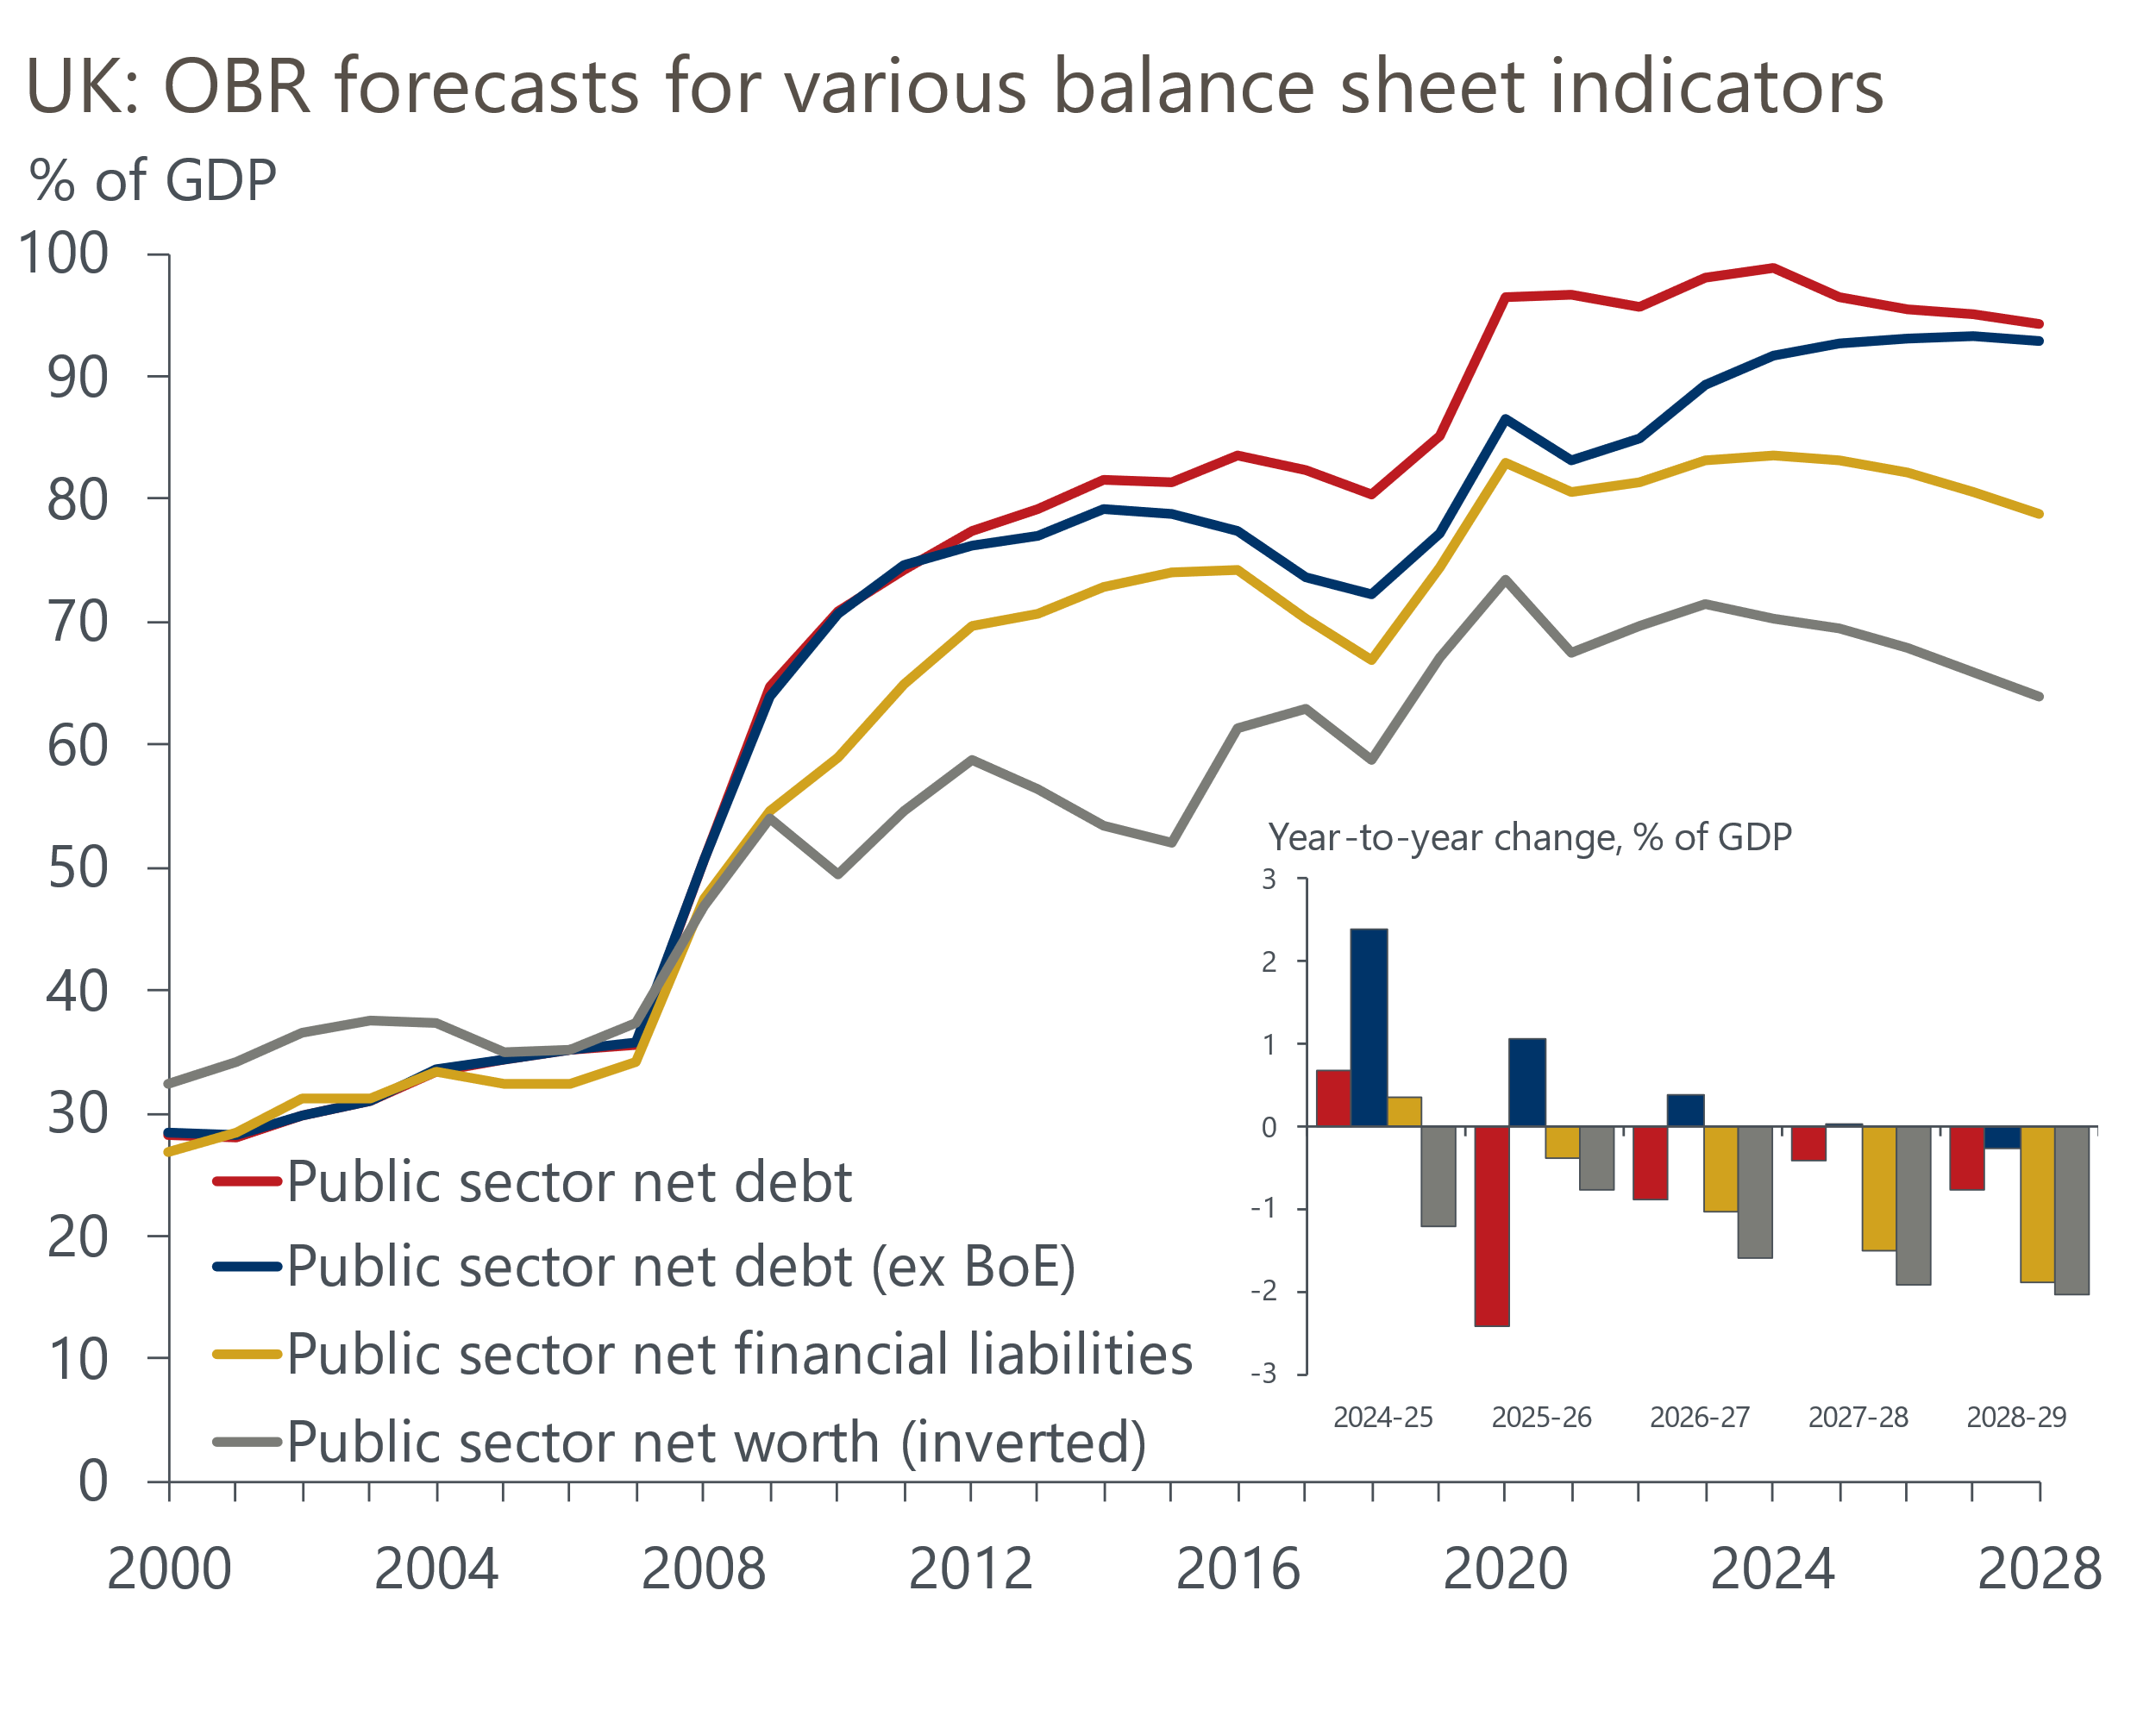 UK: OBR forecasts for various balance sheet indicators
% of GDP
100
90
80
70
60
50
40
30
20
10
0
Public sector net debt
Public sector net debt (ex BoE)
Public sector net financial liabilities
Public sector net worth (inverted)
2000 2004 2008 2012 2016 2020 2024 2028
Year-to-year change, % of GDP
3
2
1
0
-1
-2
-3
2024-25 2025-26 2026-27 2027-28 2028-29